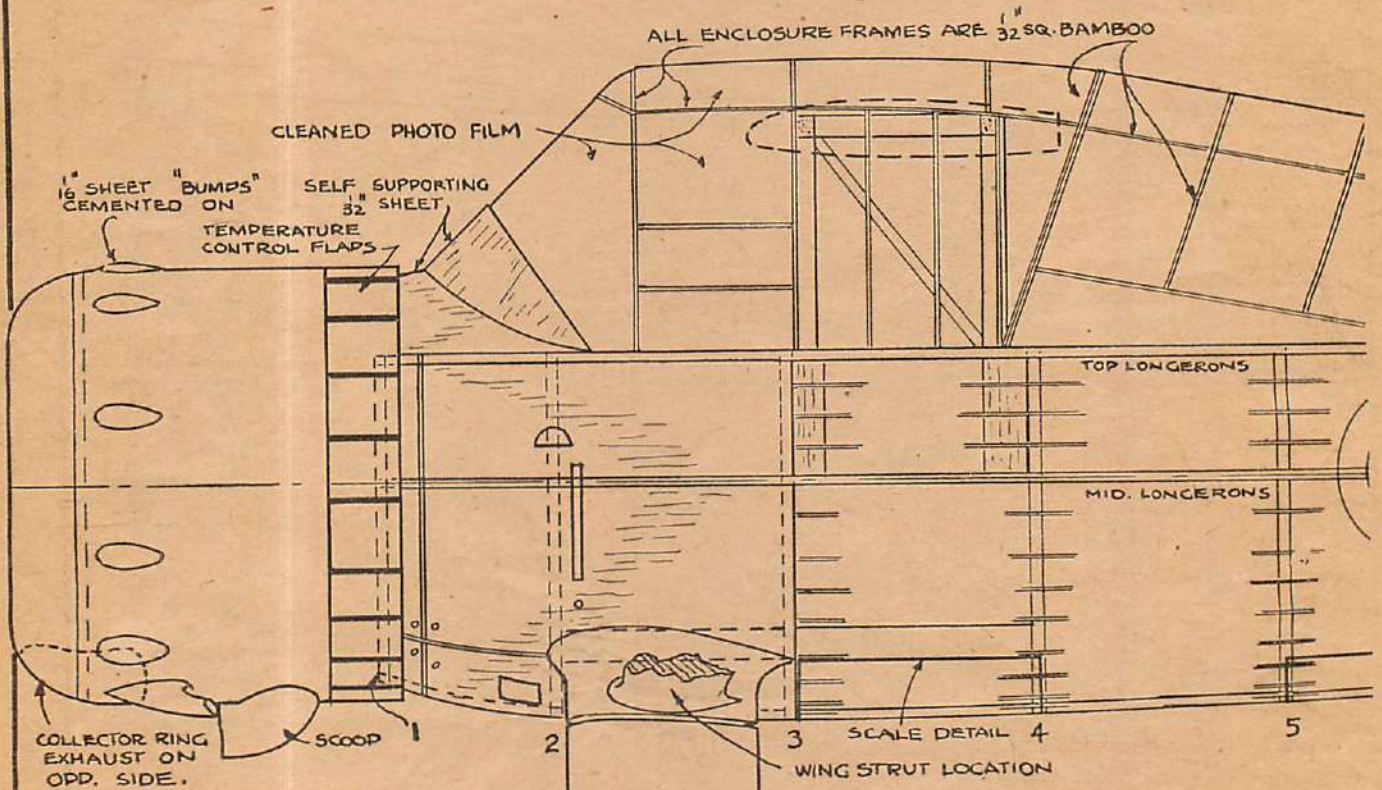 ALL ENCLOSURE FRAMES ARE 1/32" SQ. BAMBOO
CLEANED PHOTO FILM
1/16" SHEET "BUMPS"
CEMENTED ON
SELF SUPPORTING
1/32" SHEET
TEMPERATURE
CONTROL FLAPS
TOP LONGERONS
MID. LONGERONS
COLLECTOR RING
EXHAUST ON
OPP. SIDE.
SCOOP
1
2
3
SCALE DETAIL
4
5
WING STRUT LOCATION